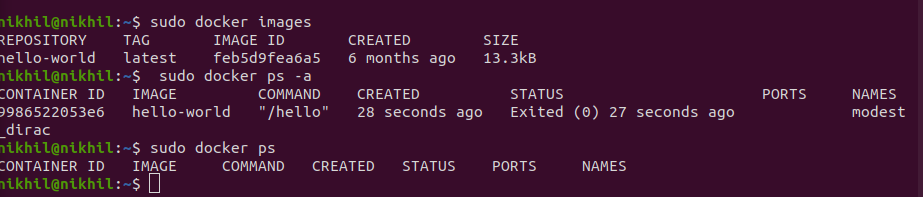 nikhil@nikhil:~$ sudo docker images
REPOSITORY    TAG       IMAGE ID       CREATED        SIZE
hello-world   latest    feb5d9fea6a5   6 months ago   13.3kB
nikhil@nikhil:~$  sudo docker ps -a
CONTAINER ID   IMAGE         COMMAND    CREATED          STATUS                      PORTS     NAMES
9986522053e6   hello-world   "/hello"   28 seconds ago   Exited (0) 27 seconds ago             modest
_dirac
nikhil@nikhil:~$ sudo docker ps
CONTAINER ID   IMAGE     COMMAND   CREATED   STATUS    PORTS     NAMES
nikhil@nikhil:~$